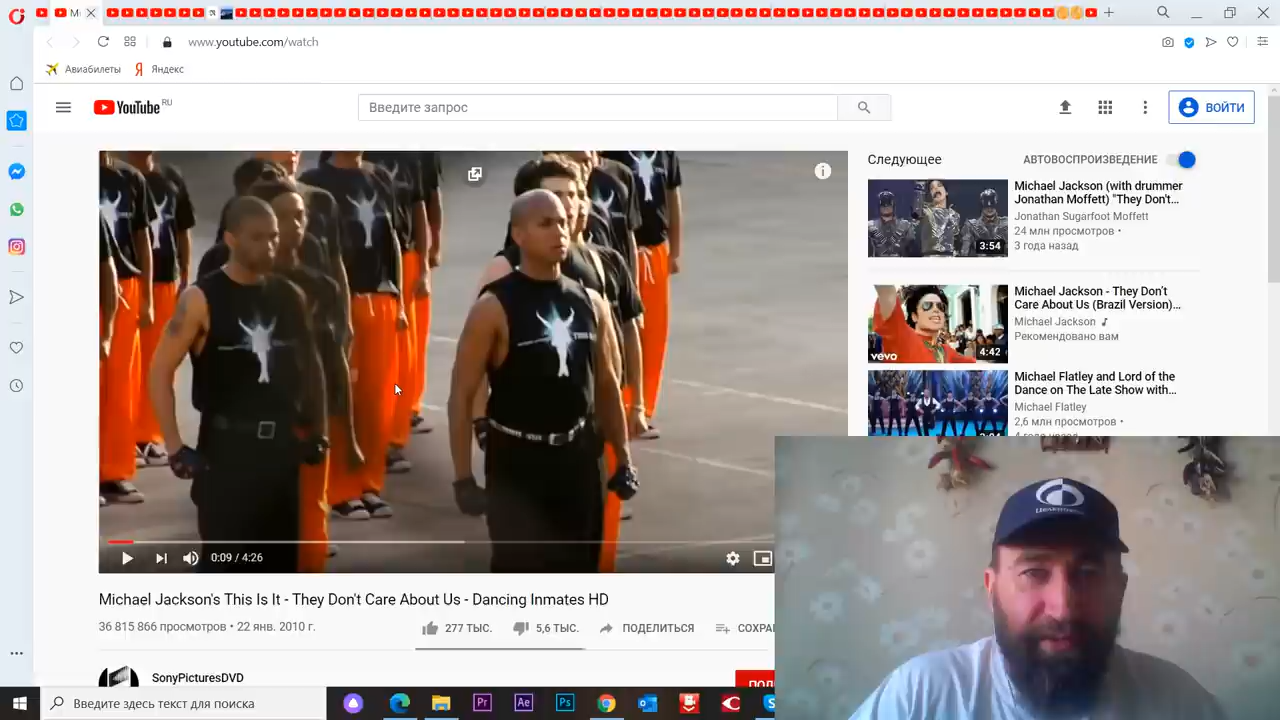 www.youtube.com/watch
Авиабилеты
Яндекс
YouTube RU
Введите запрос
ВОЙТИ
Следующее
АВТОВОСПРОИЗВЕДЕНИЕ
Michael Jackson (with drummer
Jonathan Moffett) "They Don't...
Jonathan Sugarfoot Moffett
24 млн просмотров •
3 года назад
3:54
Michael Jackson - They Don't
Care About Us (Brazil Version)...
Michael Jackson
Рекомендовано вам
vevo
4:42
Michael Flatley and Lord of the
Dance on The Late Show with...
Michael Flatley
2,6 млн просмотров •
0:09 / 4:26
Michael Jackson's This Is It - They Don't Care About Us - Dancing Inmates HD
36 815 866 просмотров • 22 янв. 2010 г.
277 ТЫС.
5,6 ТЫС.
ПОДЕЛИТЬСЯ
СОХРА
SonyPicturesDVD
Введите здесь текст для поиска
Pr
Ae
Ps